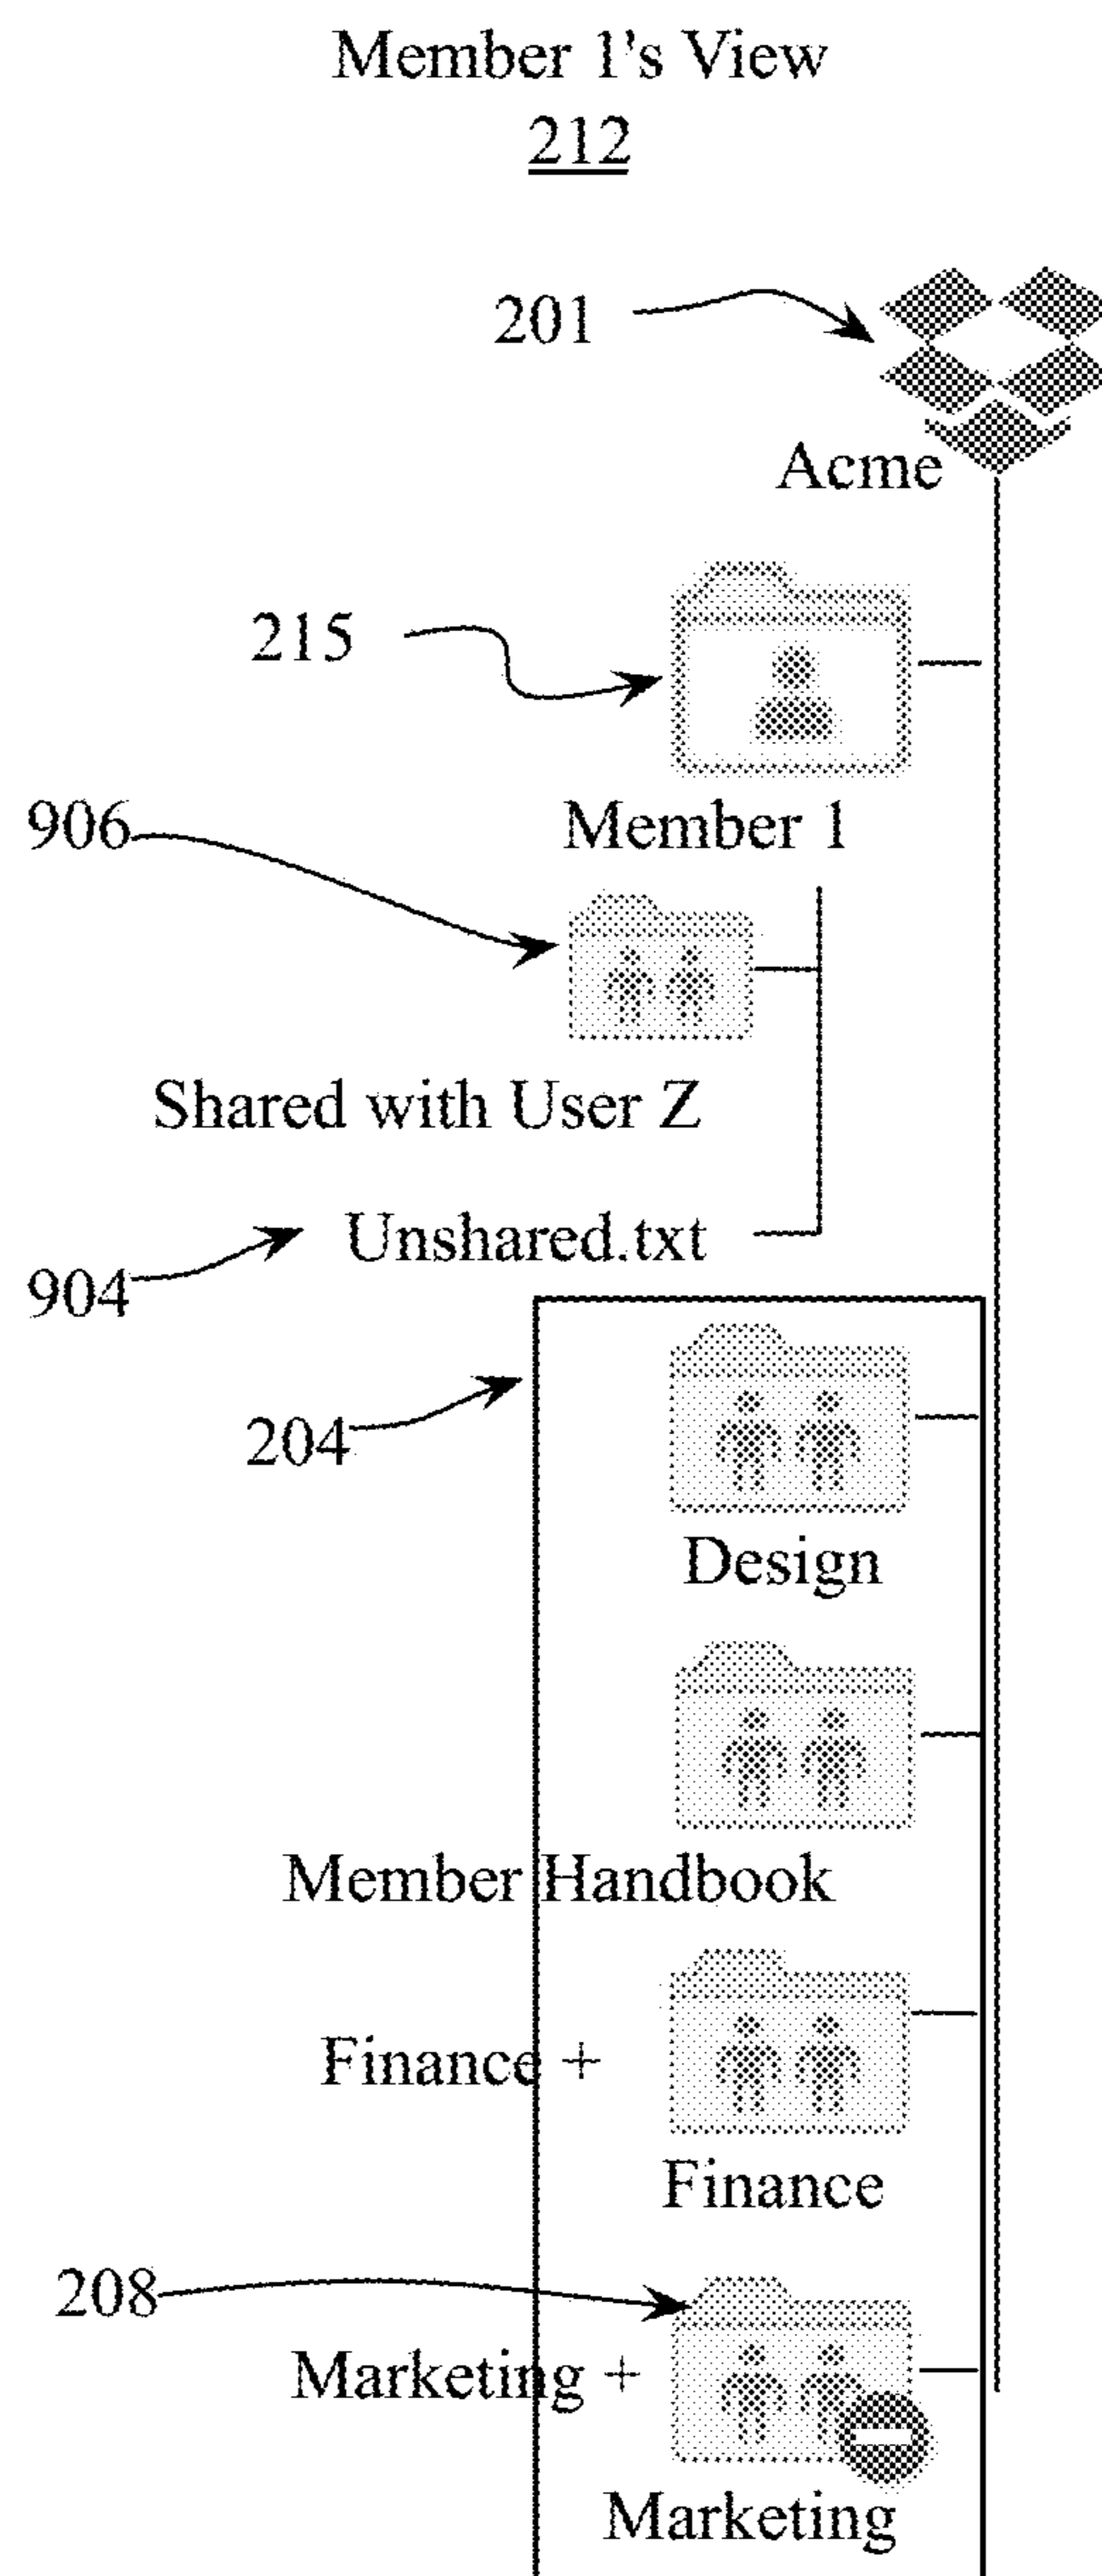 Member 1's View
212
201
Acme
215
Member 1
906
Shared with User Z
Unshared.txt
904
204
Design
Member Handbook
Finance +
Finance
208
Marketing +
Marketing